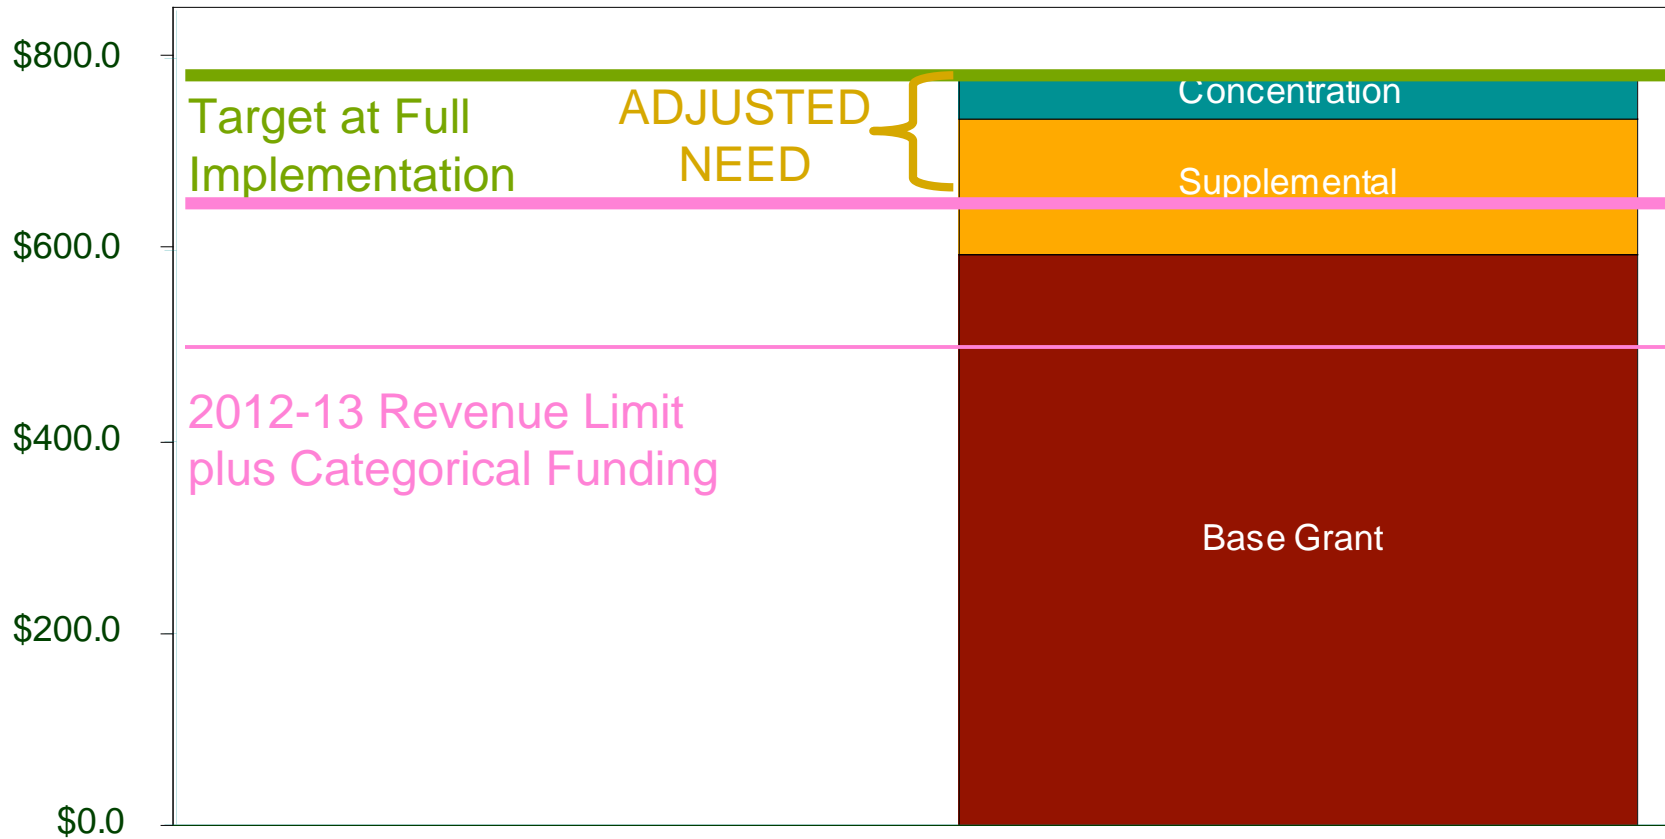 $800.0
Concentration
Target at Full
Implementation
ADJUSTED
NEED
Supplemental
$600.0
2012-13 Revenue Limit
plus Categorical Funding
$400.0
Base Grant
$200.0
$0.0